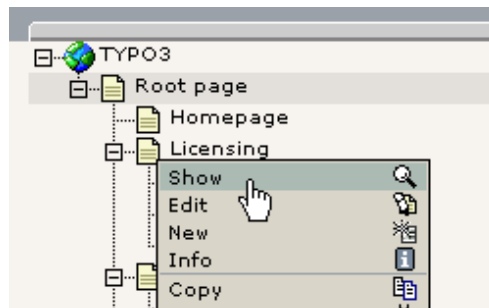 TYPO3
Root page
Homepage
Licensing
Show
Edit
New
Info
Copy